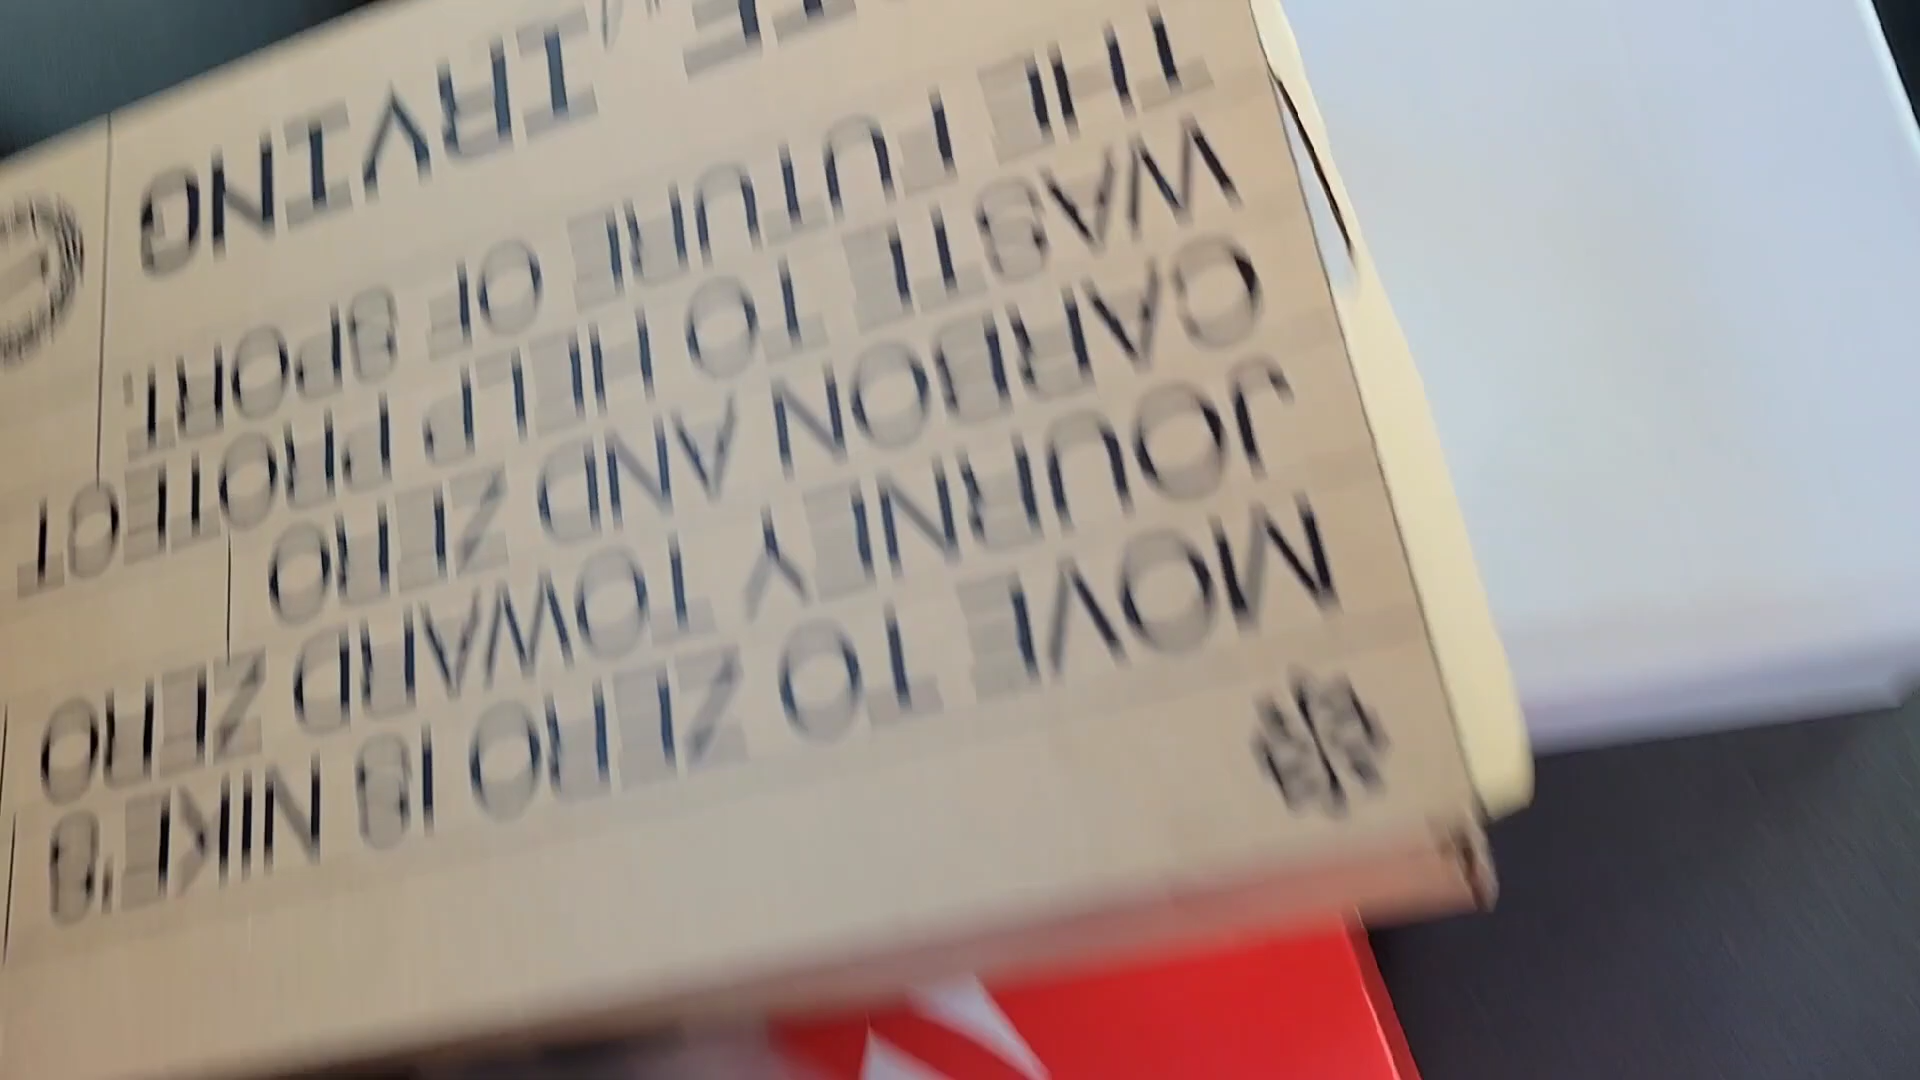 MOVE TO ZERO IS NIKE'S
JOURNEY TOWARD ZERO
CARBON AND ZERO
WASTE TO HELP PROTECT
THE FUTURE OF SPORT.
IRVING